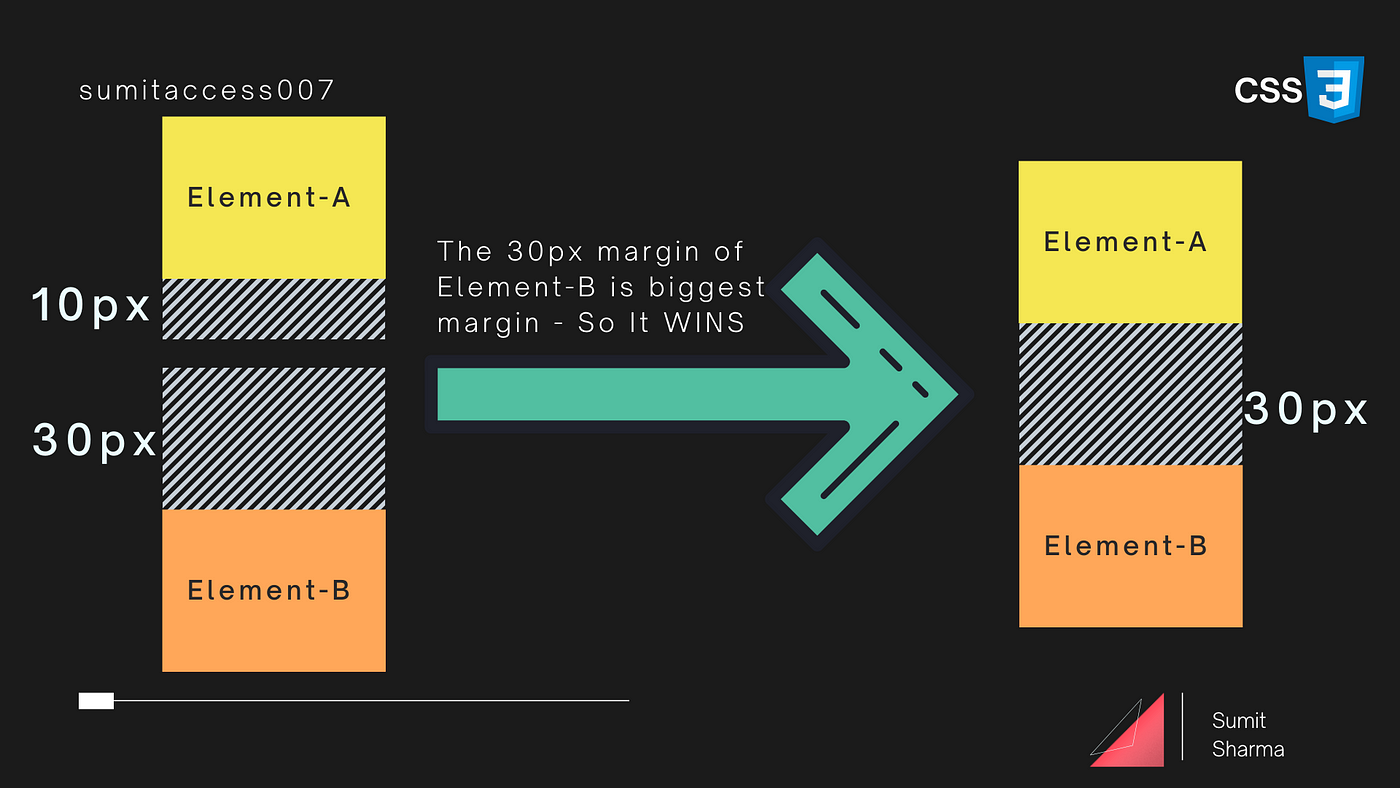 sumitaccess007
CSS
3
Element-A
10px
30px
Element-B
The 30px margin of
Element-B is biggest
margin - So It WINS
Element-A
30px
Element-B
Sumit
Sharma